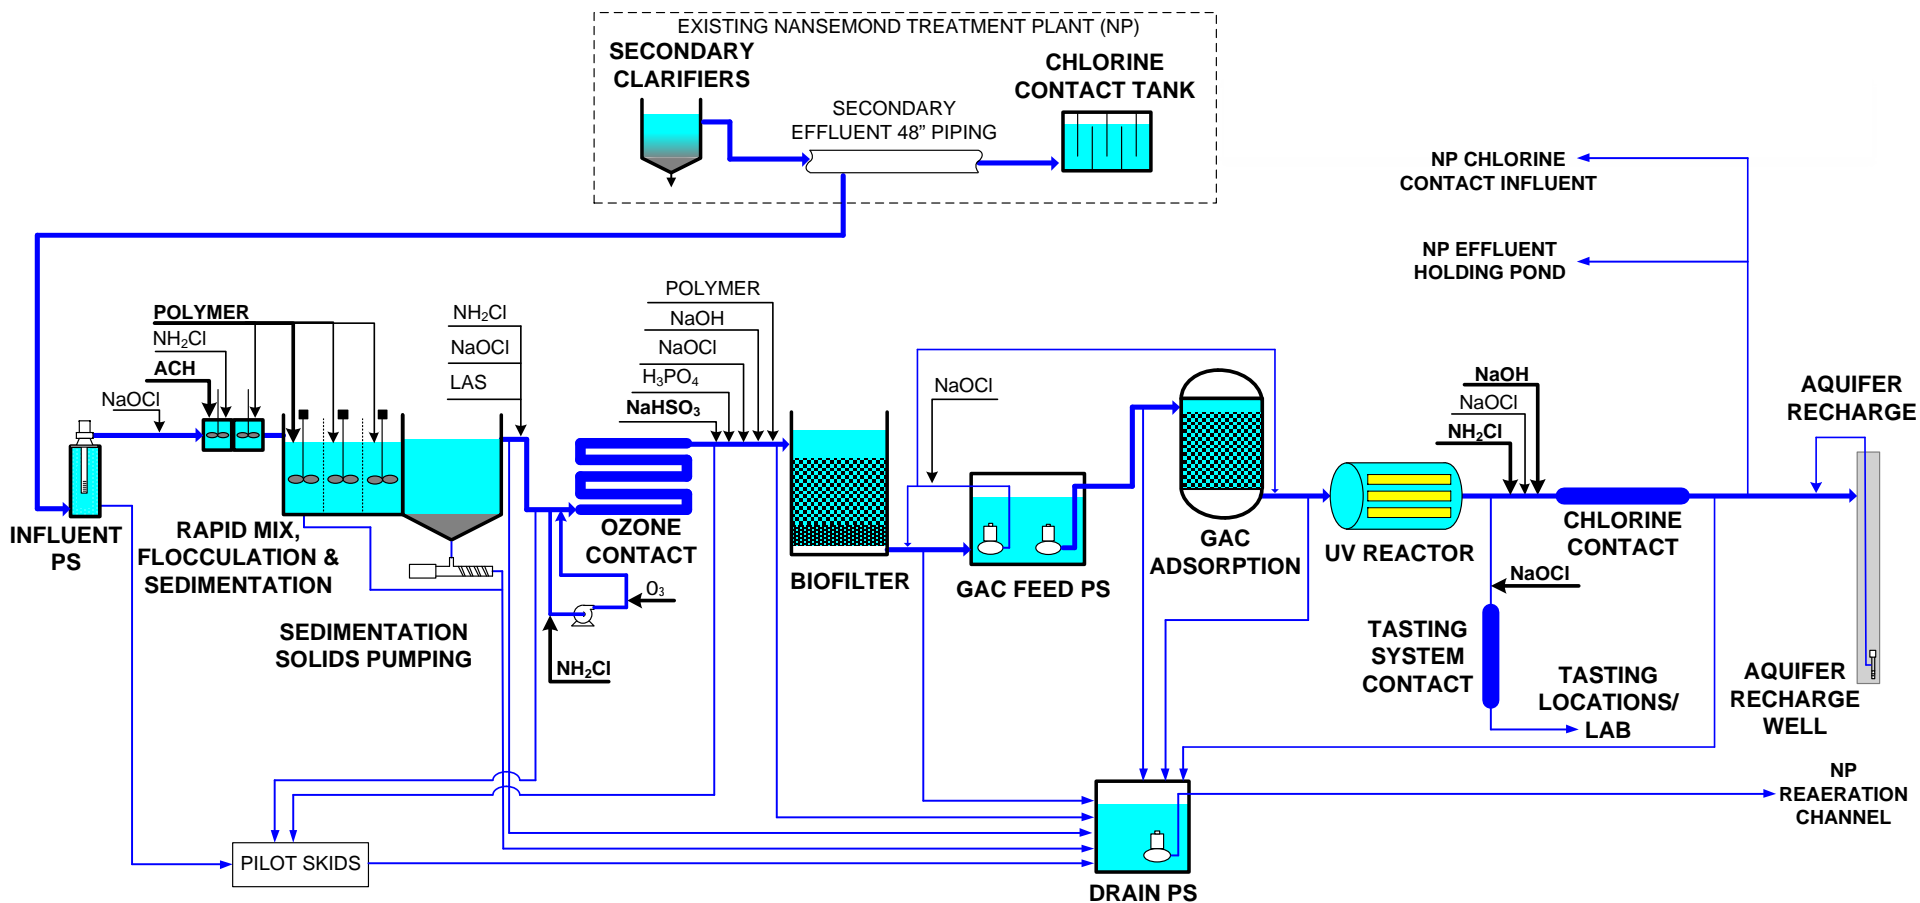 EXISTING NANSEMOND TREATMENT PLANT (NP)
SECONDARY
CLARIFIERS
SECONDARY
EFFLUENT 48” PIPING
CHLORINE
CONTACT TANK
NP CHLORINE
CONTACT INFLUENT
NP EFFLUENT
HOLDING POND
POLYMER
NH₂Cl
ACH
NaOCl
INFLUENT
PS
RAPID MIX,
FLOCCULATION &
SEDIMENTATION
SEDIMENTATION
SOLIDS PUMPING
NH₂Cl
NaOCl
LAS
OZONE
CONTACT
O₃
NH₂Cl
POLYMER
NaOH
NaOCl
H₃PO₄
NaHSO₃
BIOFILTER
NaOCl
GAC FEED PS
GAC
ADSORPTION
UV REACTOR
NaOH
NaOCl
NH₂Cl
CHLORINE
CONTACT
NaOCl
TASTING
SYSTEM
CONTACT
TASTING
LOCATIONS/
LAB
AQUIFER
RECHARGE
AQUIFER
RECHARGE
WELL
NP
REAERATION
CHANNEL
PILOT SKIDS
DRAIN PS